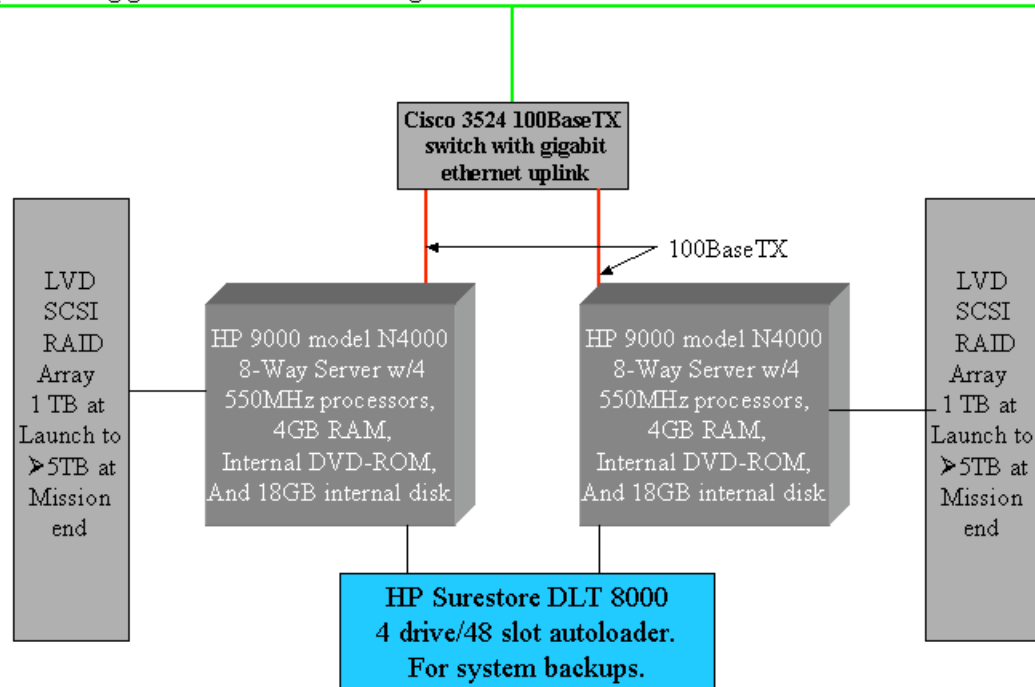 Cisco 3524 100BaseTX
switch with gigabit
ethernet uplink
100BaseTX
LVD
SCSI
RAID
Array
1 TB at
Launch to
➢5TB at
Mission
end
HP 9000 model N4000
8-Way Server w/4
550MHz processors,
4GB RAM,
Internal DVD-ROM,
And 18GB internal disk
HP 9000 model N4000
8-Way Server w/4
550MHz processors,
4GB RAM,
Internal DVD-ROM,
And 18GB internal disk
LVD
SCSI
RAID
Array
1 TB at
Launch to
➢5TB at
Mission
end
HP Surestore DLT 8000
4 drive/48 slot autoloader.
For system backups.